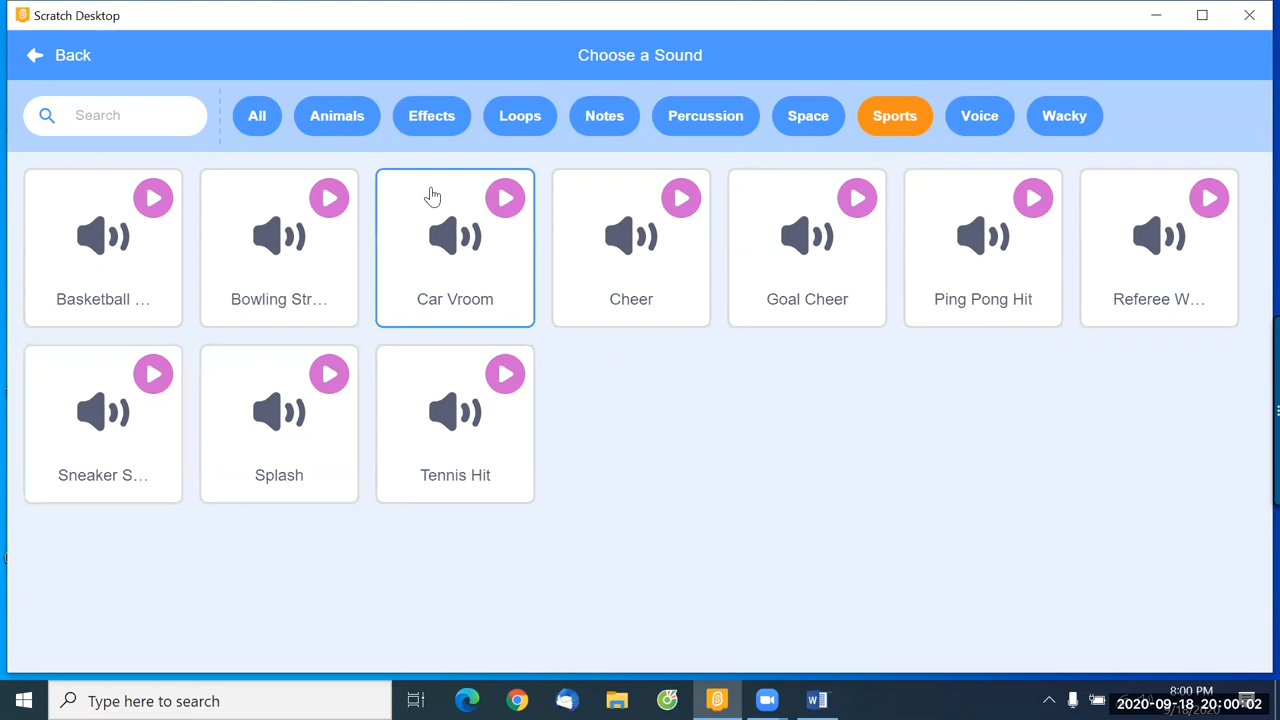 Scratch Desktop
Back
Choose a Sound
Search
All
Animals
Effects
Loops
Notes
Percussion
Space
Sports
Voice
Wacky
Basketball ...
Bowling Str...
Car Vroom
Cheer
Goal Cheer
Ping Pong Hit
Referee W...
Sneaker S...
Splash
Tennis Hit
Type here to search
8:00 PM
2020-09-18 20:00:02